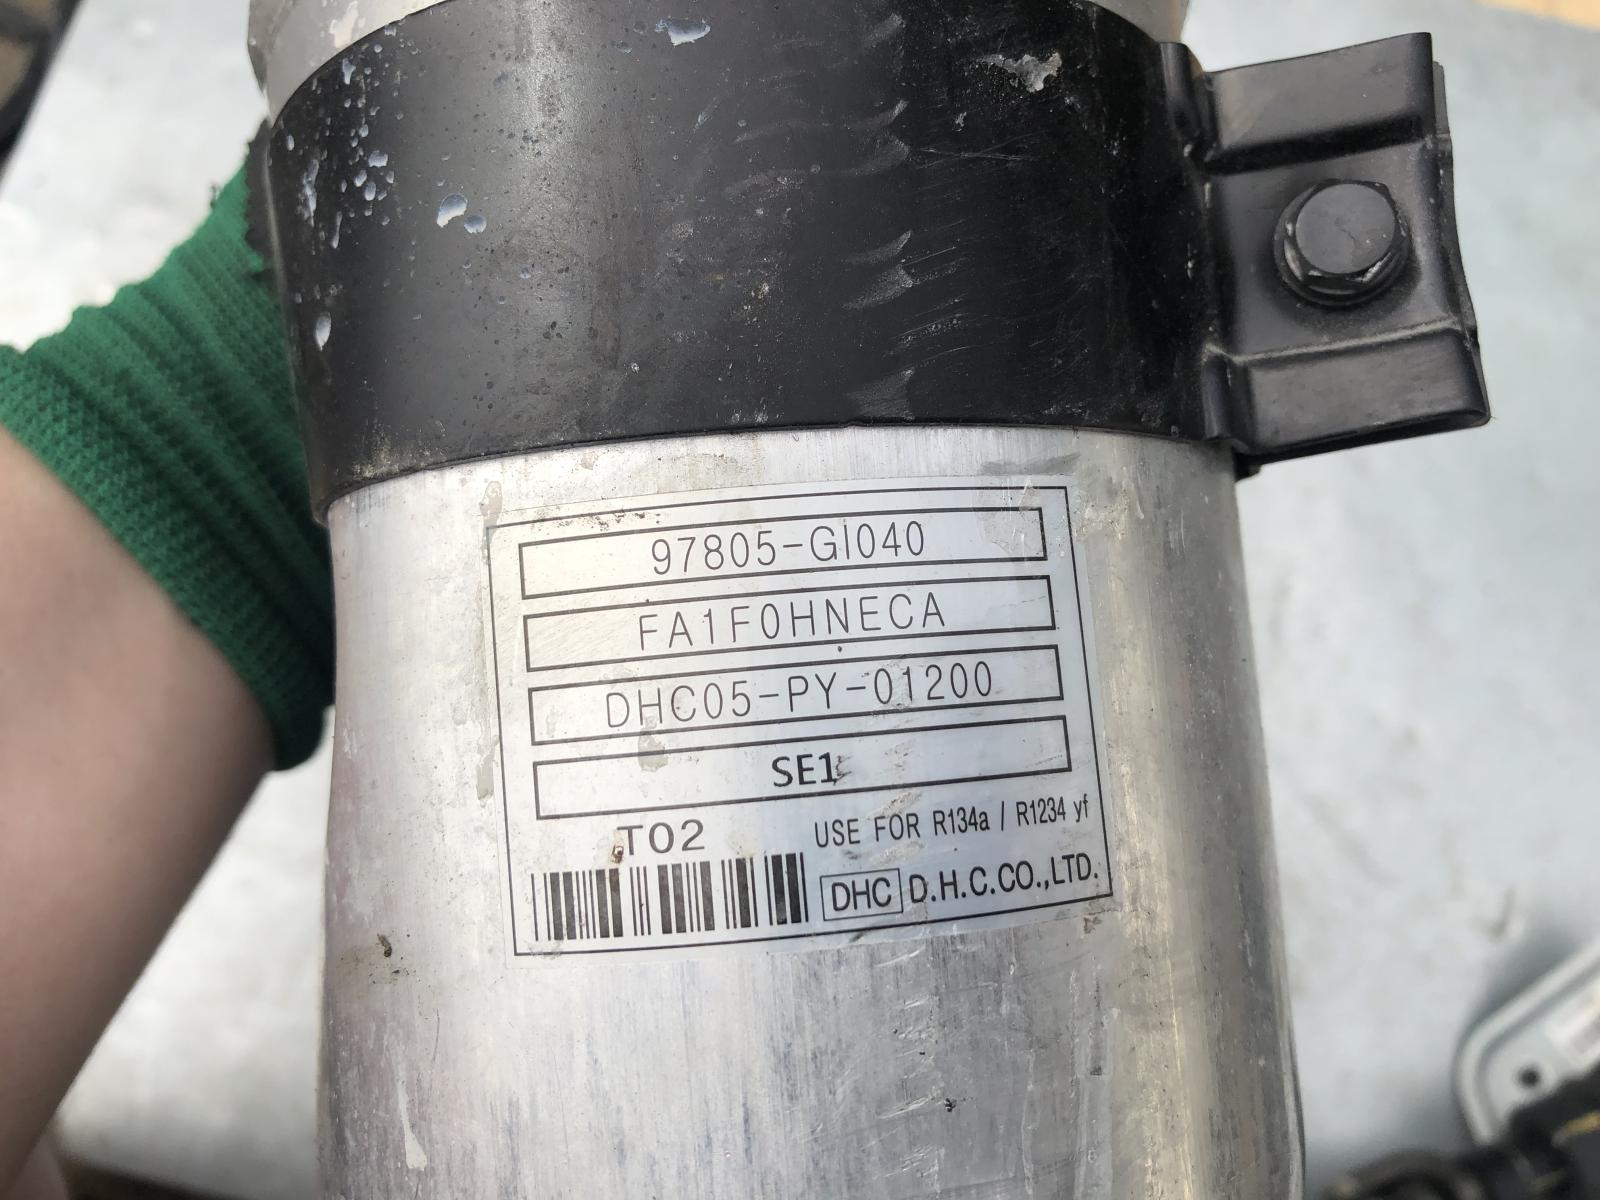 97805-GI040
FA1F0HNECA
DHC05-PY-01200
SE1
T02 USE FOR R134a / R1234 yf
DHC D.H.C.CO.,LTD.